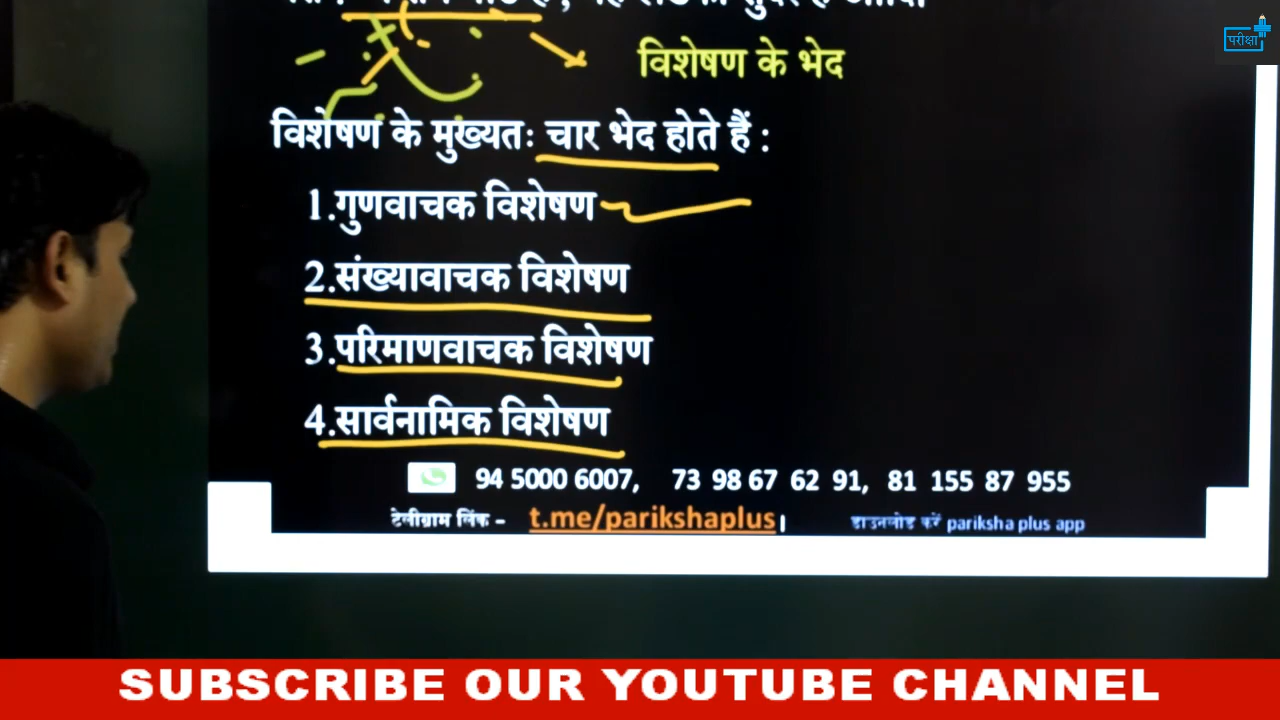 परीक्षा
विशेषण के भेद
विशेषण के मुख्यतः चार भेद होते हैं :
1.गुणवाचक विशेषण
2.संख्यावाचक विशेषण
3.परिमाणवाचक विशेषण
4.सार्वनामिक विशेषण
94 5000 6007, 73 98 67 62 91, 81 155 87 955
टेलीग्राम लिंक – t.me/parikshaplus। डाउनलोड करें pariksha plus app
SUBSCRIBE OUR YOUTUBE CHANNEL